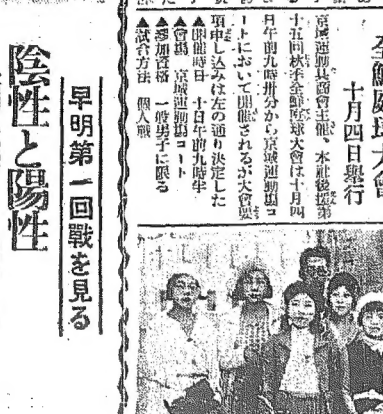 全鮮庭球大會
十月四日擧行
京城運動具商會主催、本社後援第
十五回秋季全鮮庭球大會は十月四
日午前九時卅分から京城運動場コ
ートにおいて開催されるが大會要
項申し込みは左の通り決定した
▲開催時日 十日午前九時半
▲會場 京城運動場コート
▲參加資格 一般男子に限る
▲試合方法 個人戰
早明第一回戰を見る
陰性と陽性